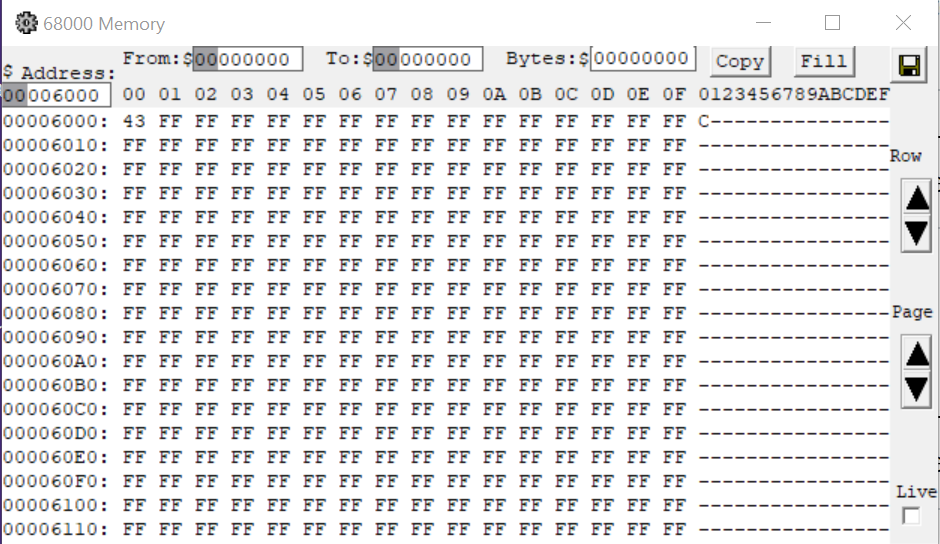 68000 Memory
From:$00000000 To:$00000000 Bytes:$00000000 Copy Fill
$ Address:
00006000 00 01 02 03 04 05 06 07 08 09 0A 0B 0C 0D 0E 0F 0123456789ABCDEF
00006000: 43 FF FF FF FF FF FF FF FF FF FF FF FF FF FF FF C---------------
00006010: FF FF FF FF FF FF FF FF FF FF FF FF FF FF FF FF ----------------
Row
00006020: FF FF FF FF FF FF FF FF FF FF FF FF FF FF FF FF ----------------
00006030: FF FF FF FF FF FF FF FF FF FF FF FF FF FF FF FF ----------------
00006040: FF FF FF FF FF FF FF FF FF FF FF FF FF FF FF FF ----------------
00006050: FF FF FF FF FF FF FF FF FF FF FF FF FF FF FF FF ----------------
00006060: FF FF FF FF FF FF FF FF FF FF FF FF FF FF FF FF ----------------
00006070: FF FF FF FF FF FF FF FF FF FF FF FF FF FF FF FF ----------------
00006080: FF FF FF FF FF FF FF FF FF FF FF FF FF FF FF FF ----------------
Page
00006090: FF FF FF FF FF FF FF FF FF FF FF FF FF FF FF FF ----------------
000060A0: FF FF FF FF FF FF FF FF FF FF FF FF FF FF FF FF ----------------
000060B0: FF FF FF FF FF FF FF FF FF FF FF FF FF FF FF FF ----------------
000060C0: FF FF FF FF FF FF FF FF FF FF FF FF FF FF FF FF ----------------
000060D0: FF FF FF FF FF FF FF FF FF FF FF FF FF FF FF FF ----------------
000060E0: FF FF FF FF FF FF FF FF FF FF FF FF FF FF FF FF ----------------
000060F0: FF FF FF FF FF FF FF FF FF FF FF FF FF FF FF FF ----------------
Live
00006100: FF FF FF FF FF FF FF FF FF FF FF FF FF FF FF FF ----------------
00006110: FF FF FF FF FF FF FF FF FF FF FF FF FF FF FF FF ----------------